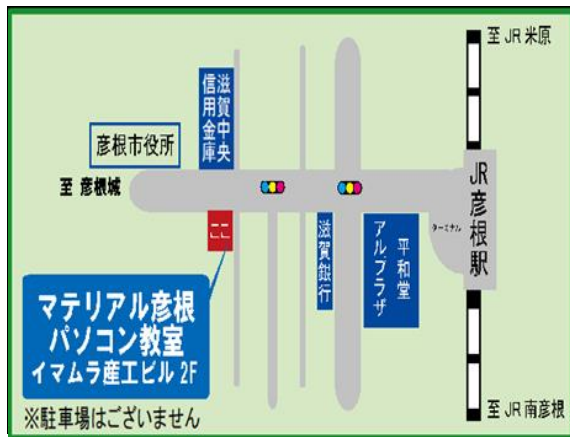 至 JR 米原
滋賀中央
信用金庫
彦根市役所
至 彦根城
JR彦根駅
ターミナル
ここ
滋賀銀行
平和堂
アル.プラザ
マテリアル彦根
パソコン教室
イマムラ産工ビル 2F
※駐車場はございません
至 JR 南彦根